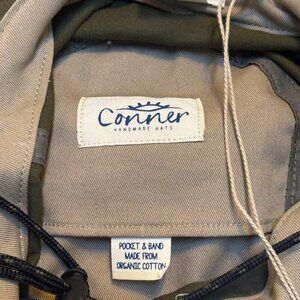 Conner
HANDMADE HATS
POCKET & BAND
MADE FROM
ORGANIC COTTON